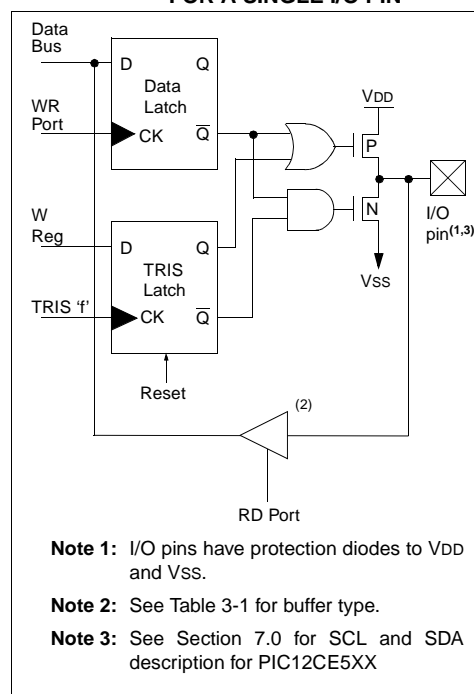 FOR A SINGLE I/O PIN
Data
Bus
D
Q
Data
Latch
WR
Port
CK
Q
VDD
P
N
I/O
pin(1,3)
VSS
W
Reg
D
Q
TRIS
Latch
TRIS ‘f’
CK
Q
Reset
(2)
RD Port
Note 1: I/O pins have protection diodes to VDD
and VSS.
Note 2: See Table 3-1 for buffer type.
Note 3: See Section 7.0 for SCL and SDA
description for PIC12CE5XX